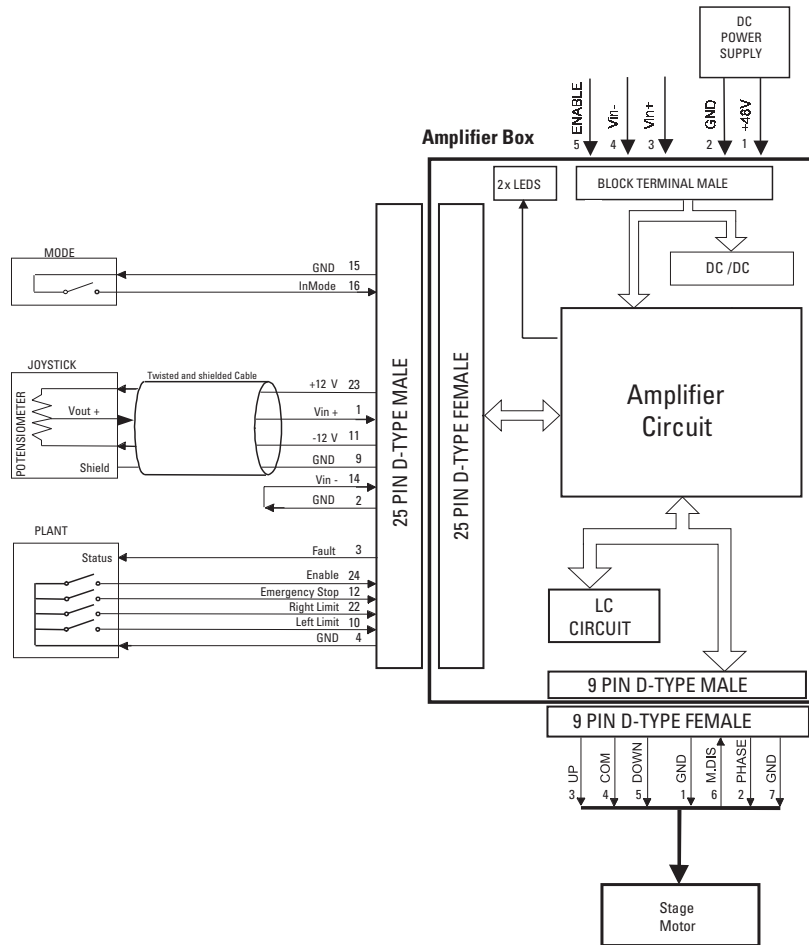 DC
POWER
SUPPLY
ENABLE
Vin-
Vin+
GND
+48V
5
4
3
2
1
Amplifier Box
2x LEDS
BLOCK TERMINAL MALE
DC /DC
MODE
GND 15
InMode 16
JOYSTICK
POTENSIOMETER
Vout +
Shield
Twisted and shielded Cable
+12 V 23
Vin + 1
-12 V 11
GND 9
Vin - 14
GND 2
PLANT
Status
Fault 3
Enable 24
Emergency Stop 12
Right Limit 22
Left Limit 10
GND 4
25 PIN D-TYPE MALE
25 PIN D-TYPE FEMALE
Amplifier
Circuit
LC
CIRCUIT
9 PIN D-TYPE MALE
9 PIN D-TYPE FEMALE
UP
COM
DOWN
GND
M.DIS
PHASE
GND
3
4
5
1
6
2
7
Stage
Motor